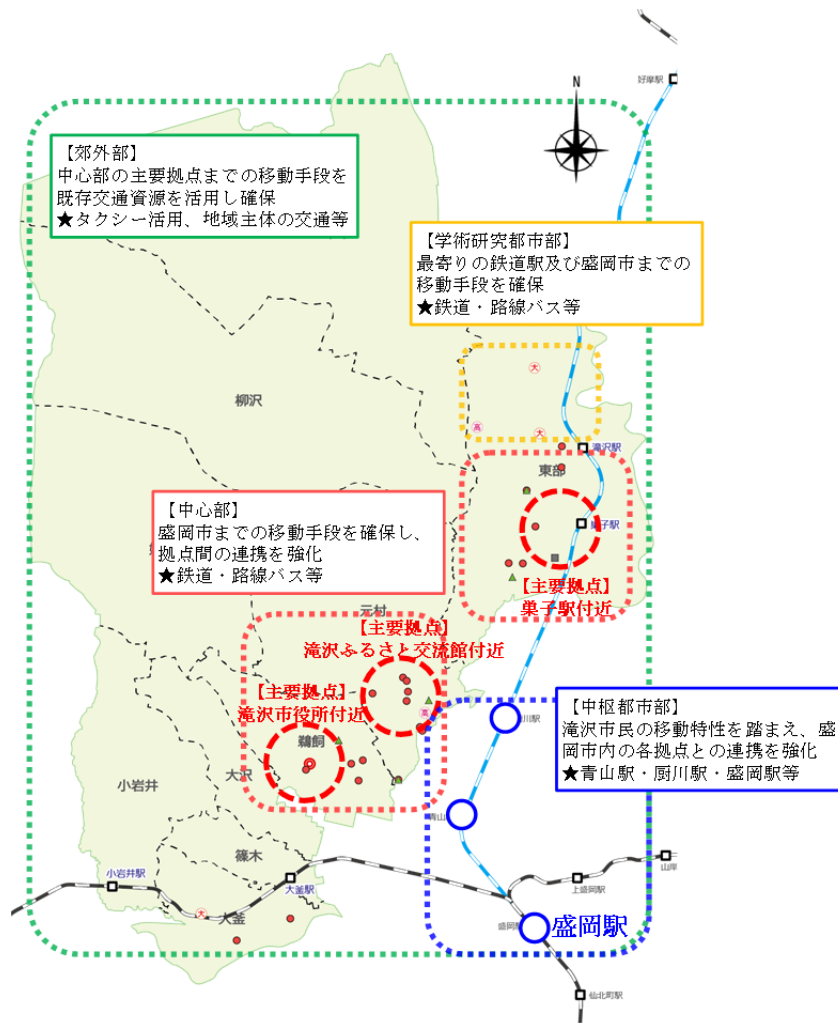 好摩駅
N
【郊外部】
中心部の主要拠点までの移動手段を
既存交通資源を活用し確保
★タクシー活用、地域主体の交通等
【学術研究都市部】
最寄りの鉄道駅及び盛岡市までの
移動手段を確保
★鉄道・路線バス等
大
柳沢
高
大
滝沢駅
東部
【中心部】
盛岡市までの移動手段を確保し、
拠点間の連携を強化
★鉄道・路線バス等
巣子駅
【主要拠点】
巣子駅付近
元村
【主要拠点】
滝沢ふるさと交流館付近
【主要拠点】
滝沢市役所付近
高
川駅
【中枢都市部】
滝沢市民の移動特性を踏まえ、盛
岡市内の各拠点との連携を強化
★青山駅・厨川駅・盛岡駅等
鵜飼
大沢
小岩井
青山
篠木
小岩井駅
大釜駅
上盛岡駅
山岸
大
大釜
盛岡
盛岡駅
仙北町駅